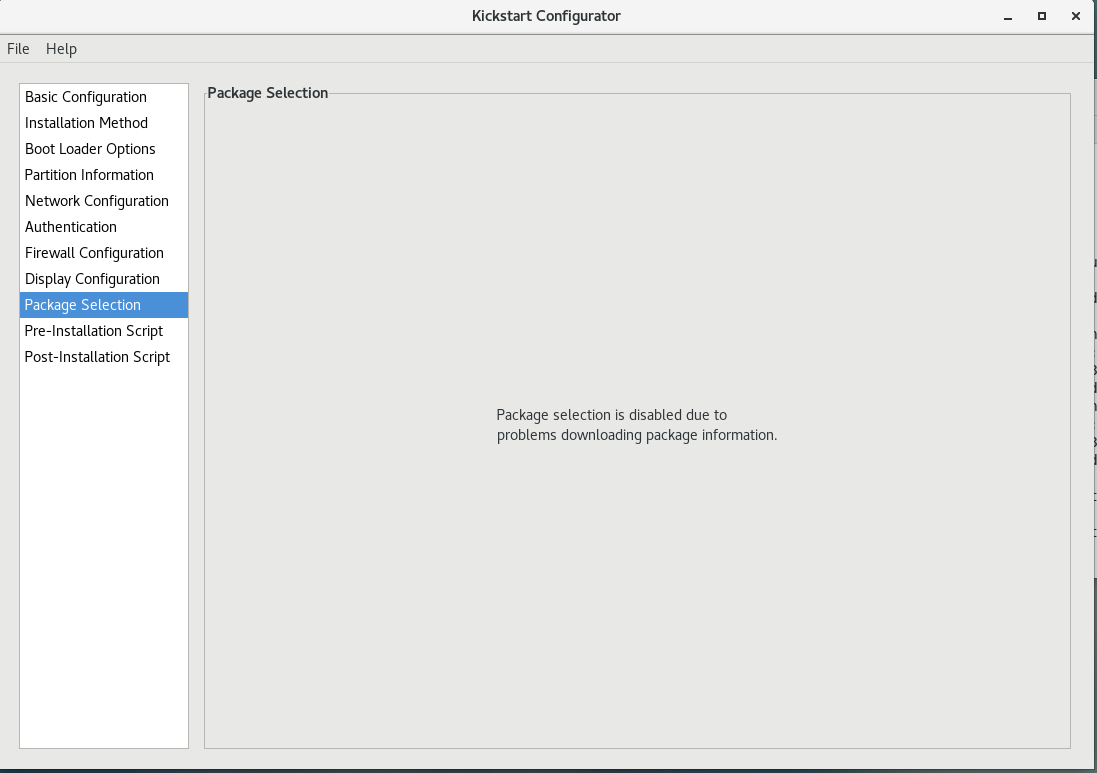 Kickstart Configurator
File Help
Basic Configuration
Installation Method
Boot Loader Options
Partition Information
Network Configuration
Authentication
Firewall Configuration
Display Configuration
Package Selection
Pre-Installation Script
Post-Installation Script
Package Selection
Package selection is disabled due to
problems downloading package information.